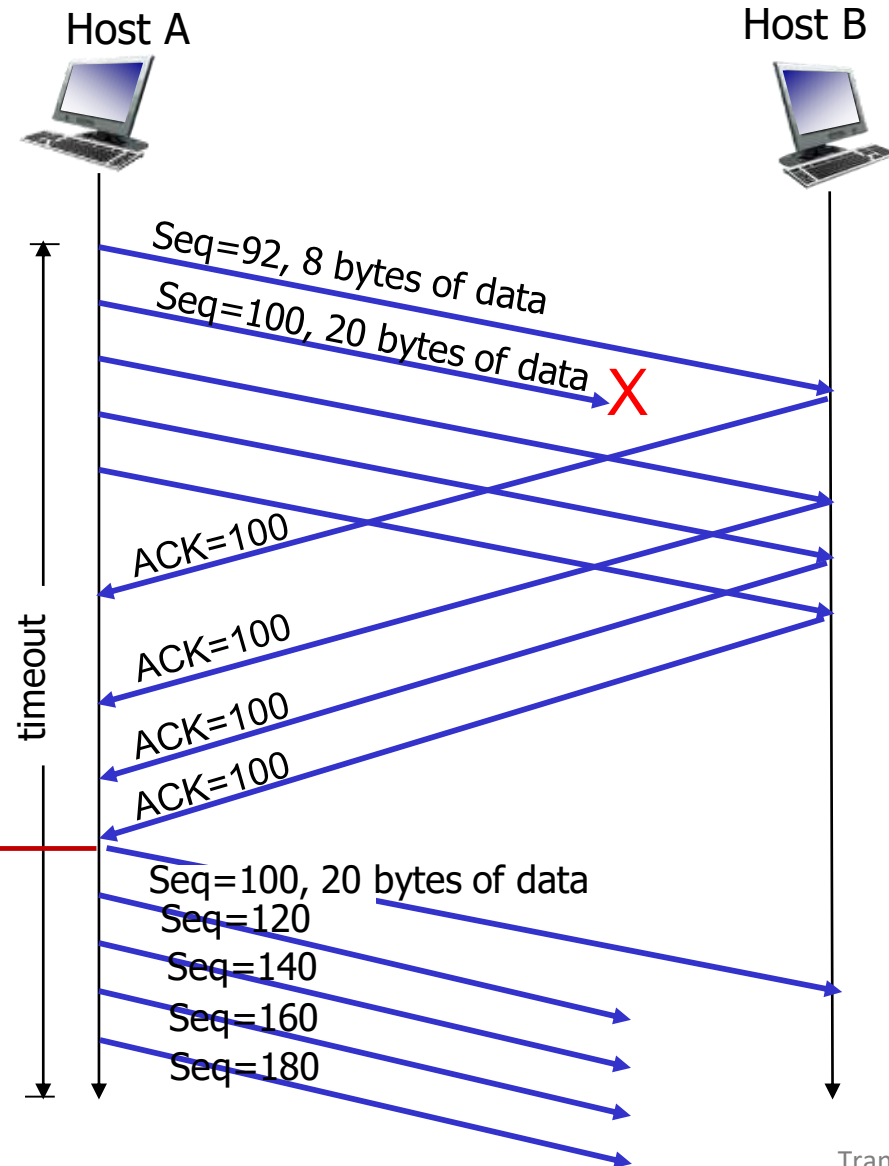 Host A
Host B
Seq=92, 8 bytes of data
Seq=100, 20 bytes of data
X
ACK=100
ACK=100
ACK=100
ACK=100
timeout
Seq=100, 20 bytes of data
Seq=120
Seq=140
Seq=160
Seq=180
Tran